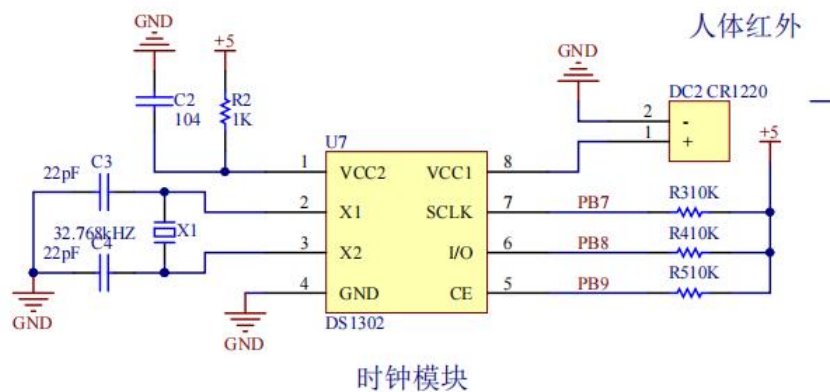 GND
+5
人体红外
GND
DC2 CR1220
C2
104
R2
1K
2
-
1
+
+5
U7
22pF
C3
1
VCC2
VCC1
8
2
X1
SCLK
7
PB7
R310K
32.768kHZ
X1
C4
22pF
3
X2
I/O
6
PB8
R410K
4
GND
CE
5
PB9
R510K
GND
GND
DS1302
时钟模块